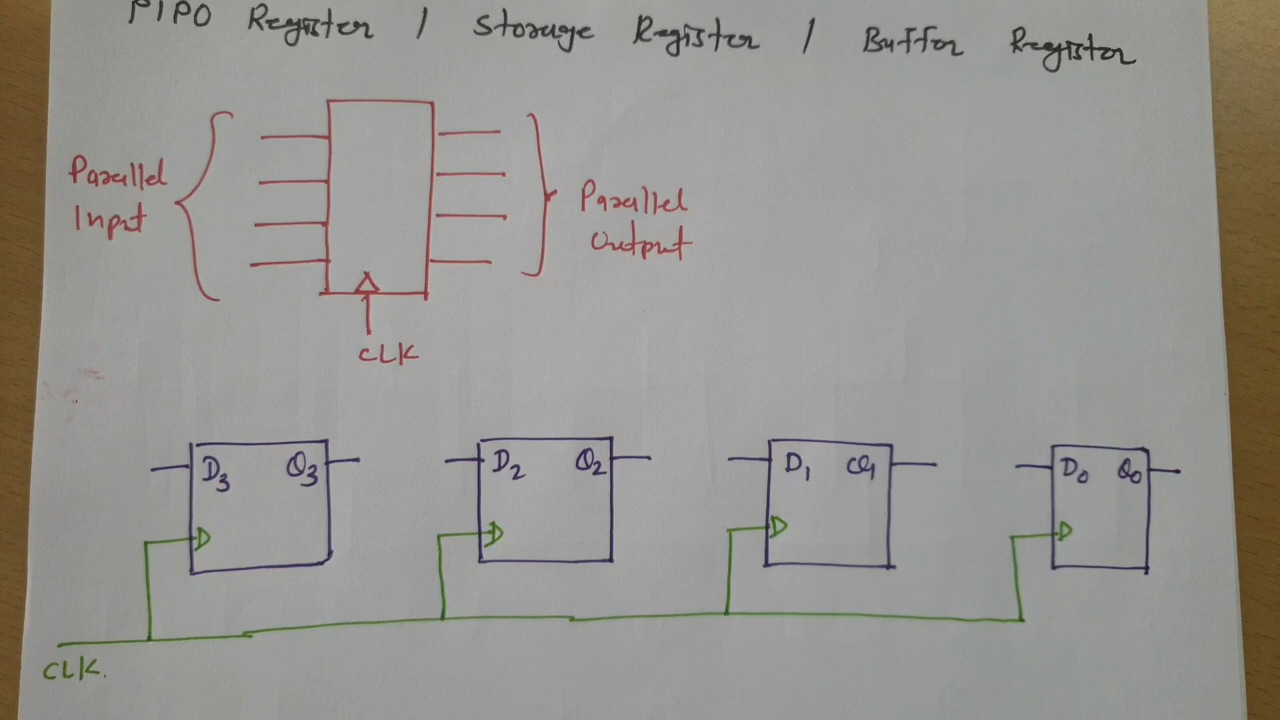 PIPO Register / Storage Register / Buffer Register
Parallel
Input
Parallel
Output
CLK
D3 Q3
D2 Q2
D1 Q1
D0 Q0
CLK.